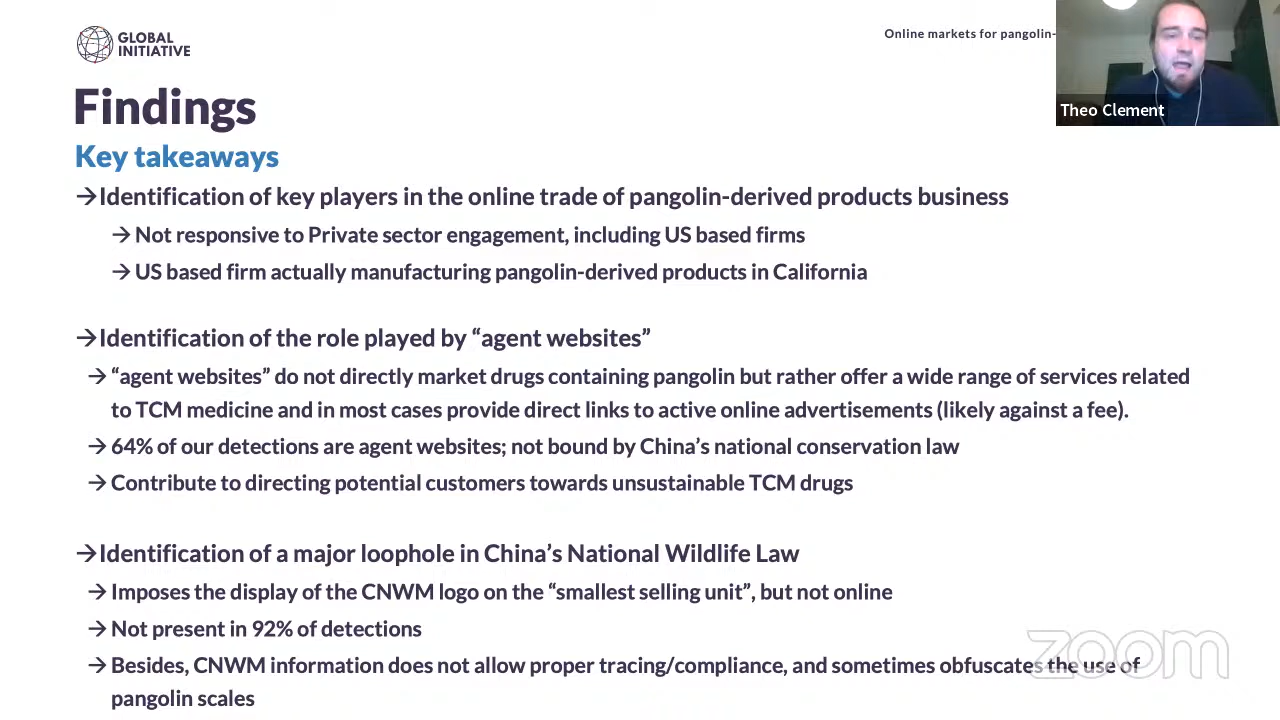 GLOBAL
INITIATIVE
Online markets for pangolin-
Theo Clement
Findings
Key takeaways
→Identification of key players in the online trade of pangolin-derived products business
→ Not responsive to Private sector engagement, including US based firms
→ US based firm actually manufacturing pangolin-derived products in California
→Identification of the role played by “agent websites”
→ “agent websites” do not directly market drugs containing pangolin but rather offer a wide range of services related
to TCM medicine and in most cases provide direct links to active online advertisements (likely against a fee).
→ 64% of our detections are agent websites; not bound by China’s national conservation law
→ Contribute to directing potential customers towards unsustainable TCM drugs
→Identification of a major loophole in China’s National Wildlife Law
→ Imposes the display of the CNWM logo on the “smallest selling unit”, but not online
→ Not present in 92% of detections
→ Besides, CNWM information does not allow proper tracing/compliance, and sometimes obfuscates the use of
pangolin scales
zoom